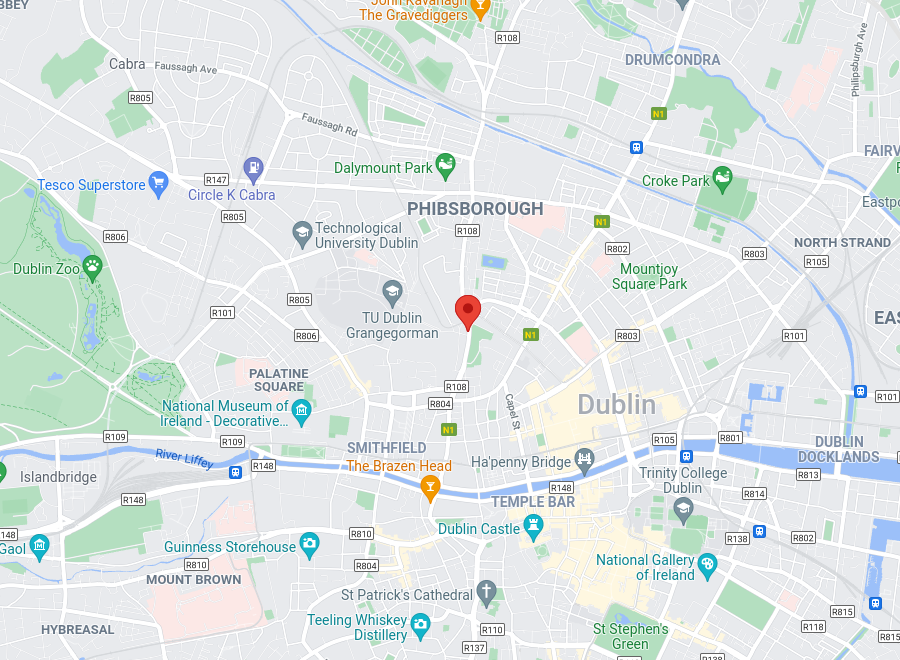 BBEY
John Kavanagh
The Gravediggers
R108
DRUMCONDRA
Philipsburgh Ave
Cabra
Faussagh Ave
R805
N1
Faussagh Rd
FAIRV
Dalymount Park
Tesco Superstore
Circle K Cabra
R147
Croke Park
R805
PHIBSBOROUGH
Eastpo
R108
N1
R806
Technological
University Dublin
R802
NORTH STRAND
R803
R105
Dublin Zoo
Mountjoy
Square Park
R805
R101
TU Dublin
Grangegorman
EAS
R806
N1
R803
R101
PALATINE
SQUARE
R108
R804
Capel St
Dublin
R101
National Museum of
Ireland - Decorative...
N1
R109
R109
SMITHFIELD
R105
R801
DUBLIN
DOCKLANDS
River Liffey
R148
The Brazen Head
Ha'penny Bridge
Islandbridge
Trinity College
Dublin
R813
R148
R148
R814
TEMPLE BAR
148
R810
Dublin Castle
R138
R802
Gaol
Guinness Storehouse
R810
R804
National Gallery
of Ireland
MOUNT BROWN
St Patrick's Cathedral
R815
Teeling Whiskey
Distillery
R118
HYBREASAL
R110
St Stephen's
Green
R815
R137
R138